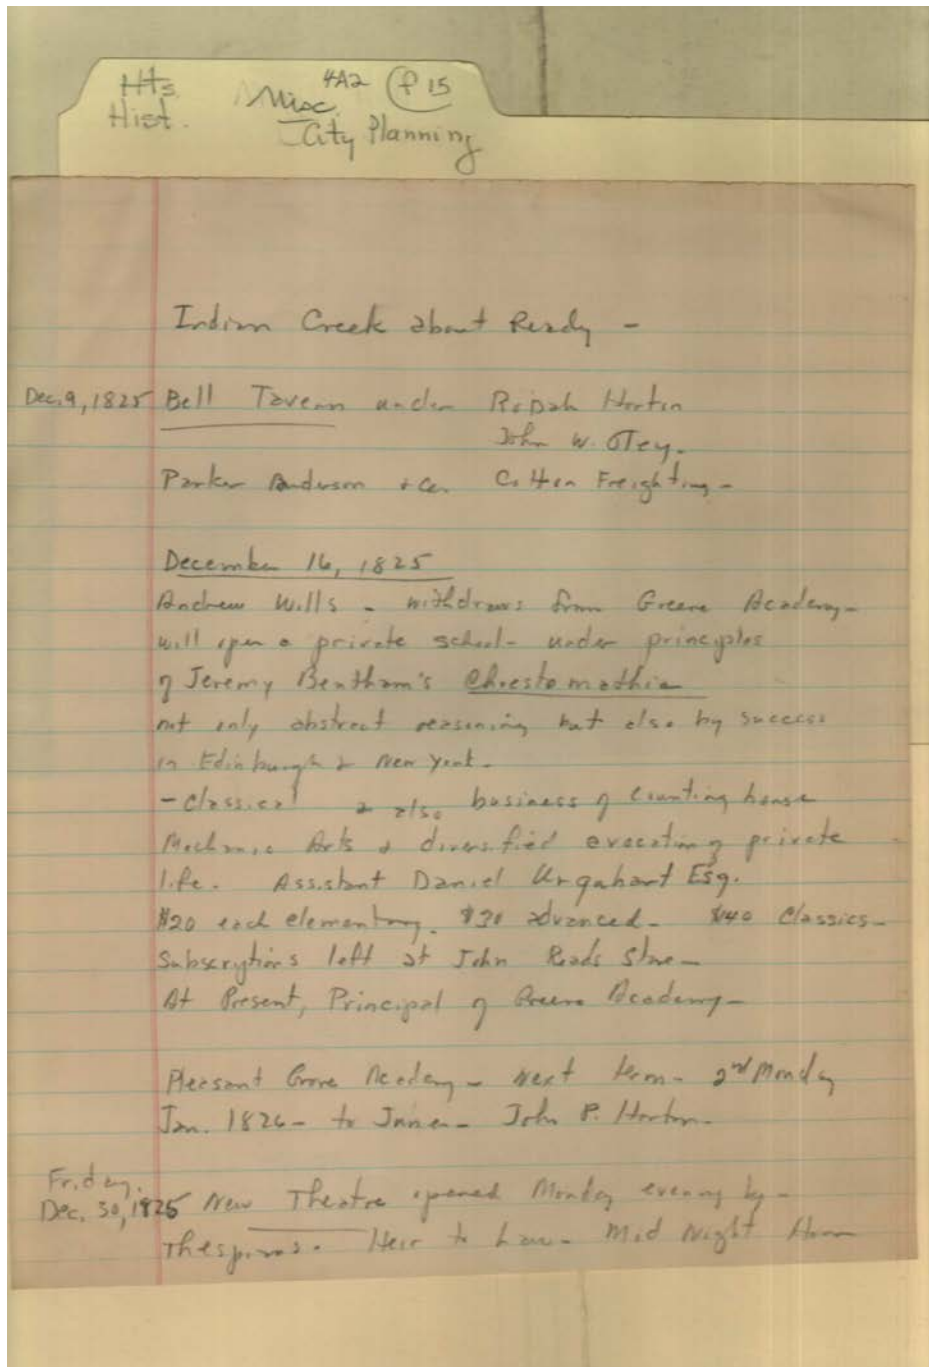 4A2 P 15
Hts. Misc.
Hist. City Planning
Indian Creek about Ready -
Dec. 9, 1825 Bell Tavern under Horton
John W. Otey.
Parker Anderson + Co. Cotton Freighting -
December 16, 1825
Andrew Wills - withdraws from Greene Academy -
will open a private school - under principles
of Jeremy Bentham's Chrestomathia
not only abstract reasoning but also by success
in Edinburgh & New York.
- Classical & also business of counting house
Mechanic Arts & diversified of private
life. Assistant Daniel Urquhart Esq.
$20 each elementary. $30 advanced - $40 Classics -
Subscryptions left at John Reads Store -
At Present, Principal of Greene Academy -
Pleasant Grove Academy - next term - 2nd Monday
Jan. 1826 - to June - John P. Horton -
Friday.
Dec. 30, 1825 New Theatre opened Monday evening by -
Thespians. Heir to Law - Mid Night Hour